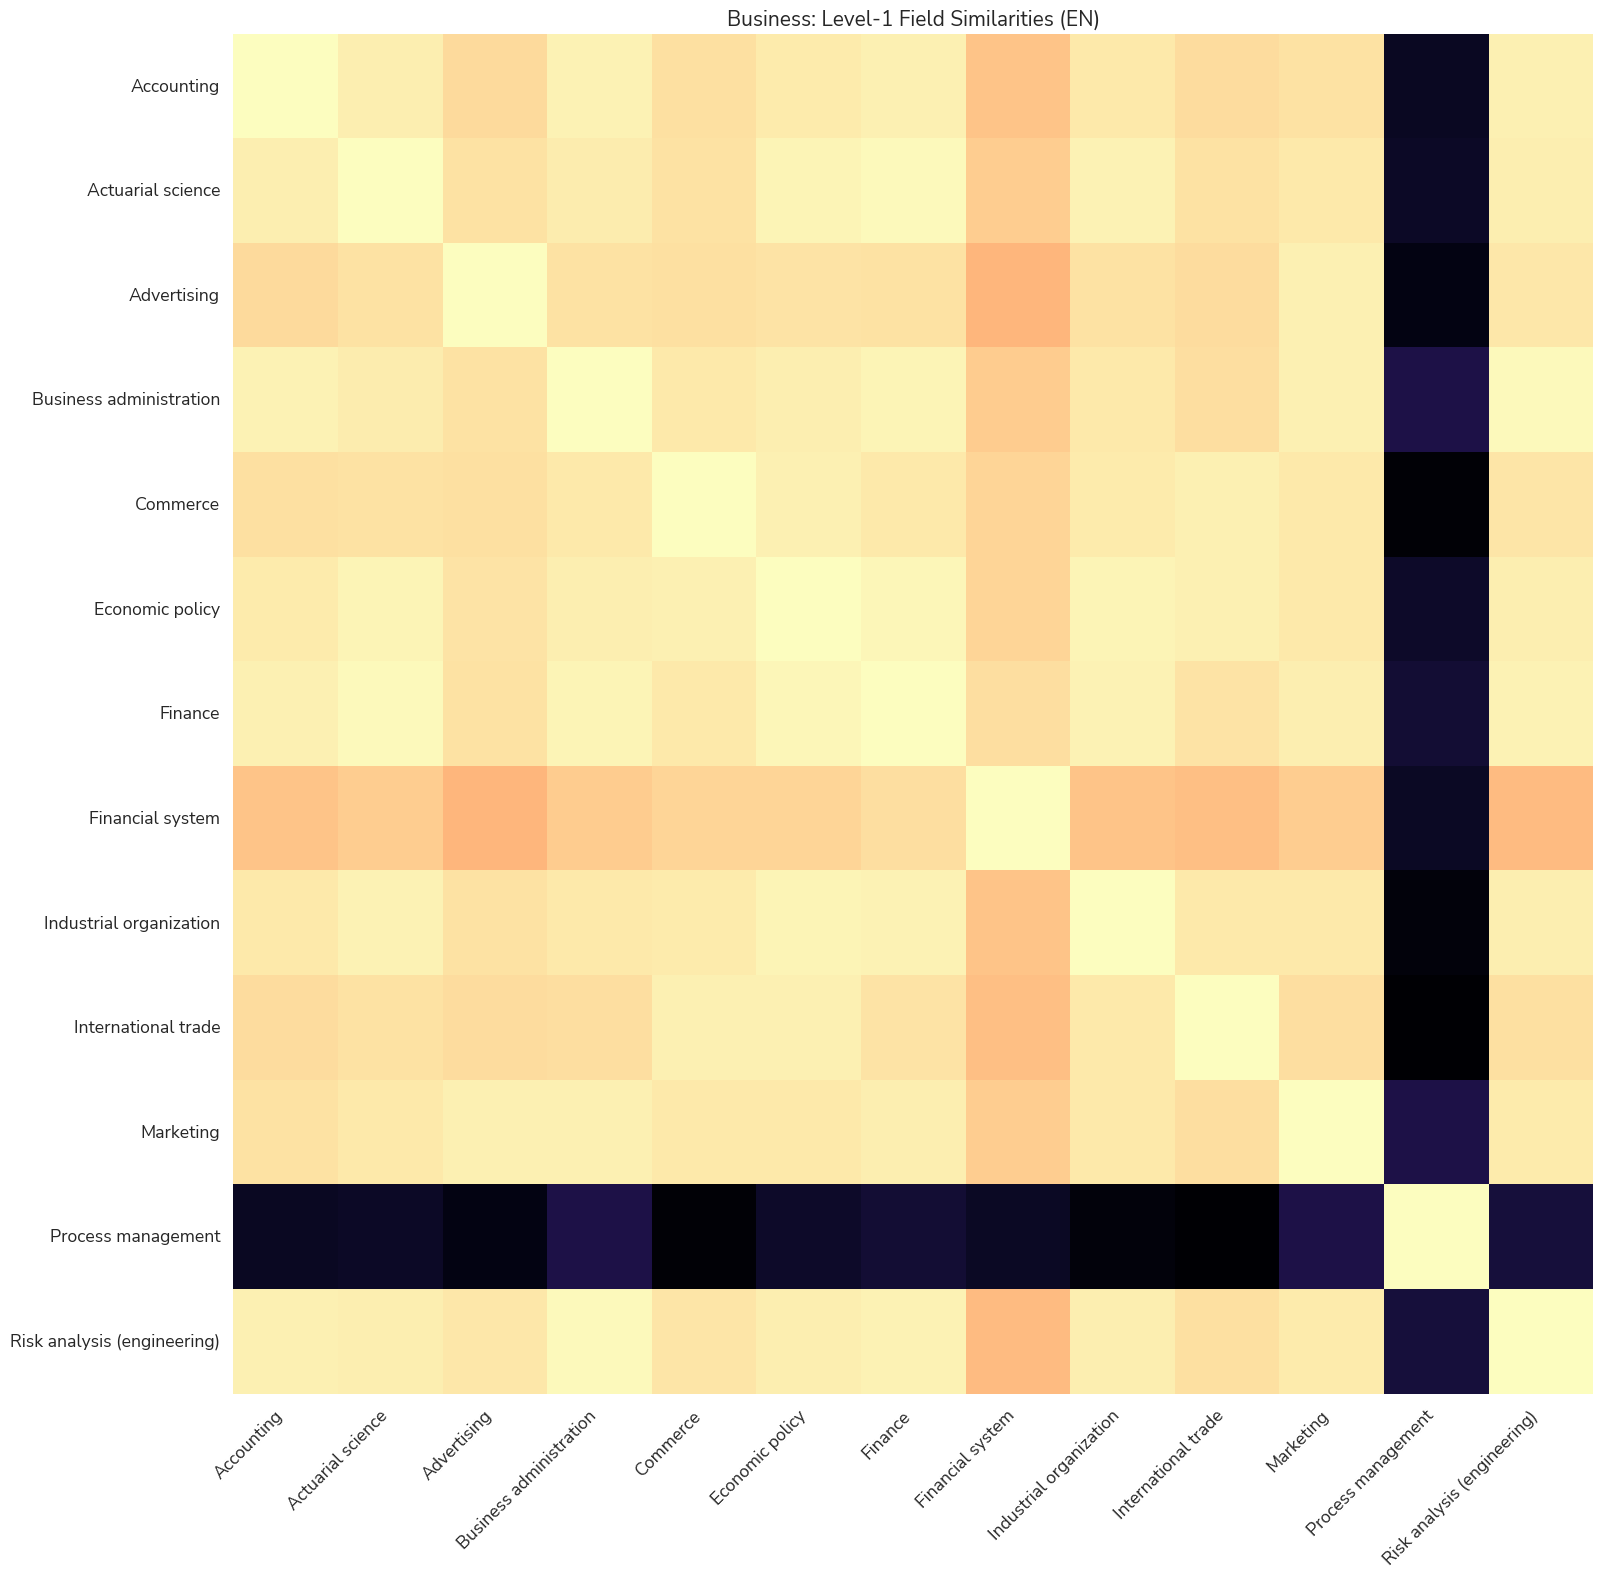 Business: Level-1 Field Similarities (EN)
Accounting
Actuarial science
Advertising
Business administration
Commerce
Economic policy
Finance
Financial system
Industrial organization
International trade
Marketing
Process management
Risk analysis (engineering)
Accounting
Actuarial science
Advertising
Business administration
Commerce
Economic policy
Finance
Financial system
Industrial organization
International trade
Marketing
Process management
Risk analysis (engineering)